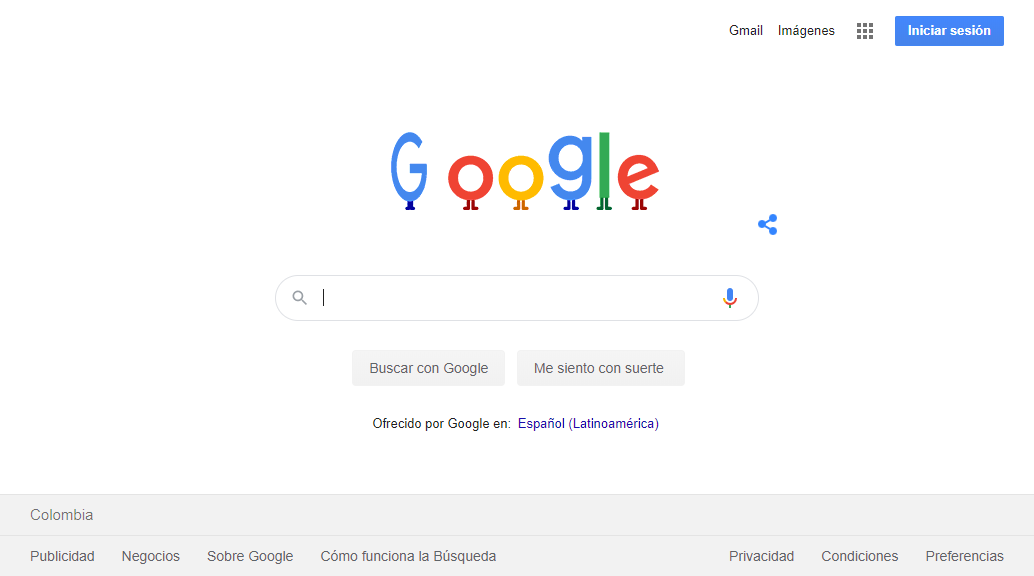 Gmail Imágenes Iniciar sesión
Google
Buscar con Google Me siento con suerte
Ofrecido por Google en: Español (Latinoamérica)
Colombia
Publicidad Negocios Sobre Google Cómo funciona la Búsqueda Privacidad Condiciones Preferencias